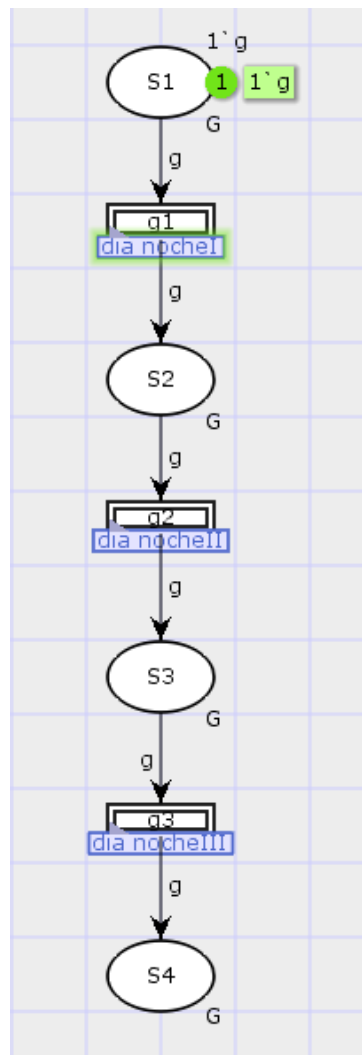 1`g
S1 1 1`g
G
g
g1
dia nocheI
g
S2
G
g
g2
dia nocheII
g
S3
G
g
g3
dia nocheIII
g
S4
G